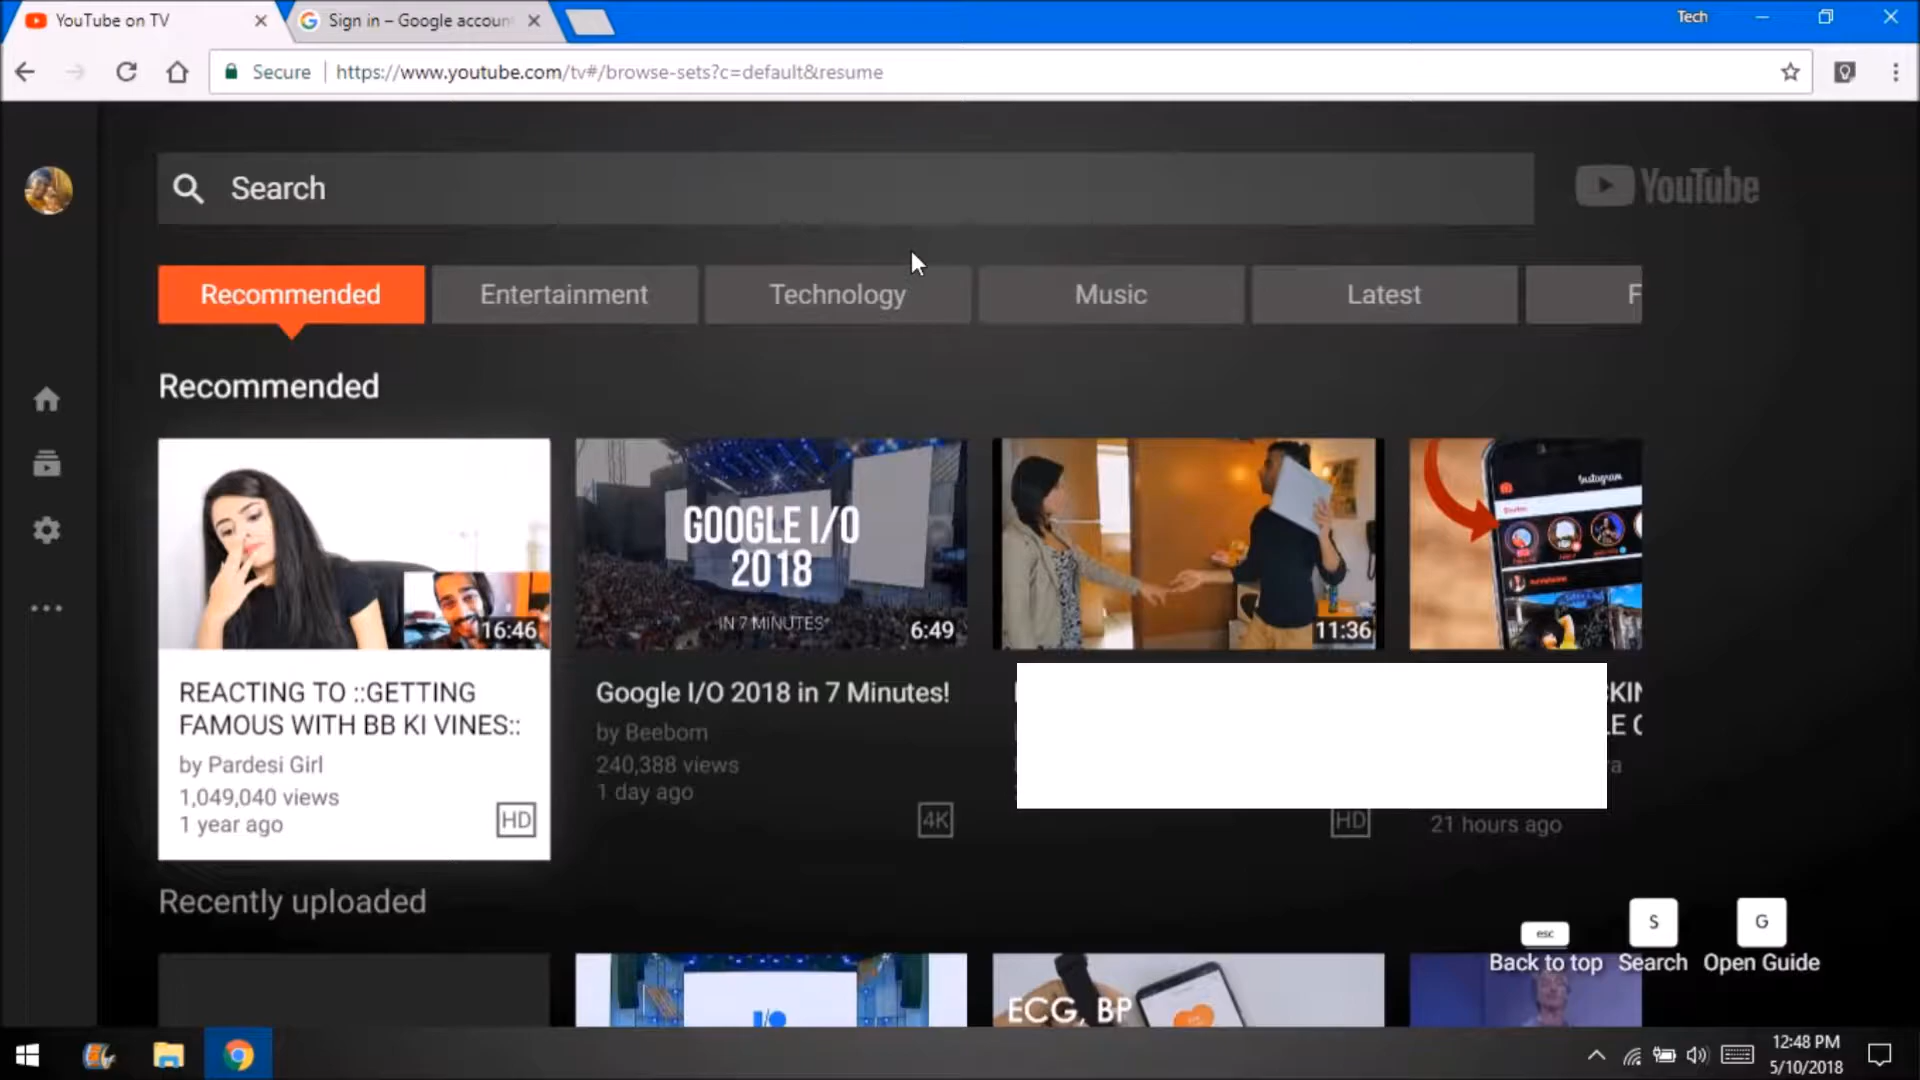 YouTube on TV
Sign in – Google accoun
Tech
Secure
https://www.youtube.com/tv#/browse-sets?c=default&resume
Search
YouTube
Recommended
Entertainment
Technology
Music
Latest
F
Recommended
16:46
GOOGLE I/O
2018
IN 7 MINUTES*
6:49
11:36
Instagram
REACTING TO ::GETTING
FAMOUS WITH BB KI VINES::
by Pardesi Girl
1,049,040 views
1 year ago
HD
Google I/O 2018 in 7 Minutes!
by Beebom
240,388 views
1 day ago
4K
HD
21 hours ago
Recently uploaded
I/O
ECG, BP
esc
Back to top
S
Search
G
Open Guide
12:48 PM
5/10/2018